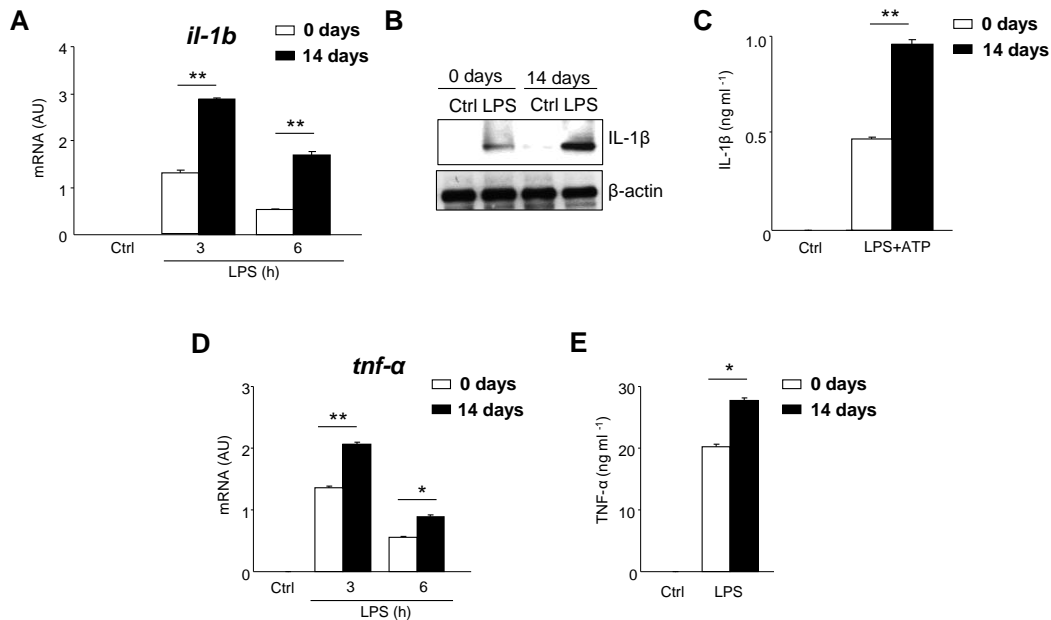 A
il-1b
0 days
14 days
mRNA (AU)
4
3
2
1
0
**
**
Ctrl
3
6
LPS (h)
B
0 days 14 days
Ctrl LPS Ctrl LPS
IL-1β
β-actin
C
0 days
14 days
**
IL-1β (ng ml -1)
1.0
0.5
0
Ctrl
LPS+ATP
D
tnf-α
0 days
14 days
mRNA (AU)
3
2
1
0
**
*
Ctrl
3
6
LPS (h)
E
0 days
14 days
*
TNF-α (ng ml -1)
30
20
10
0
Ctrl
LPS